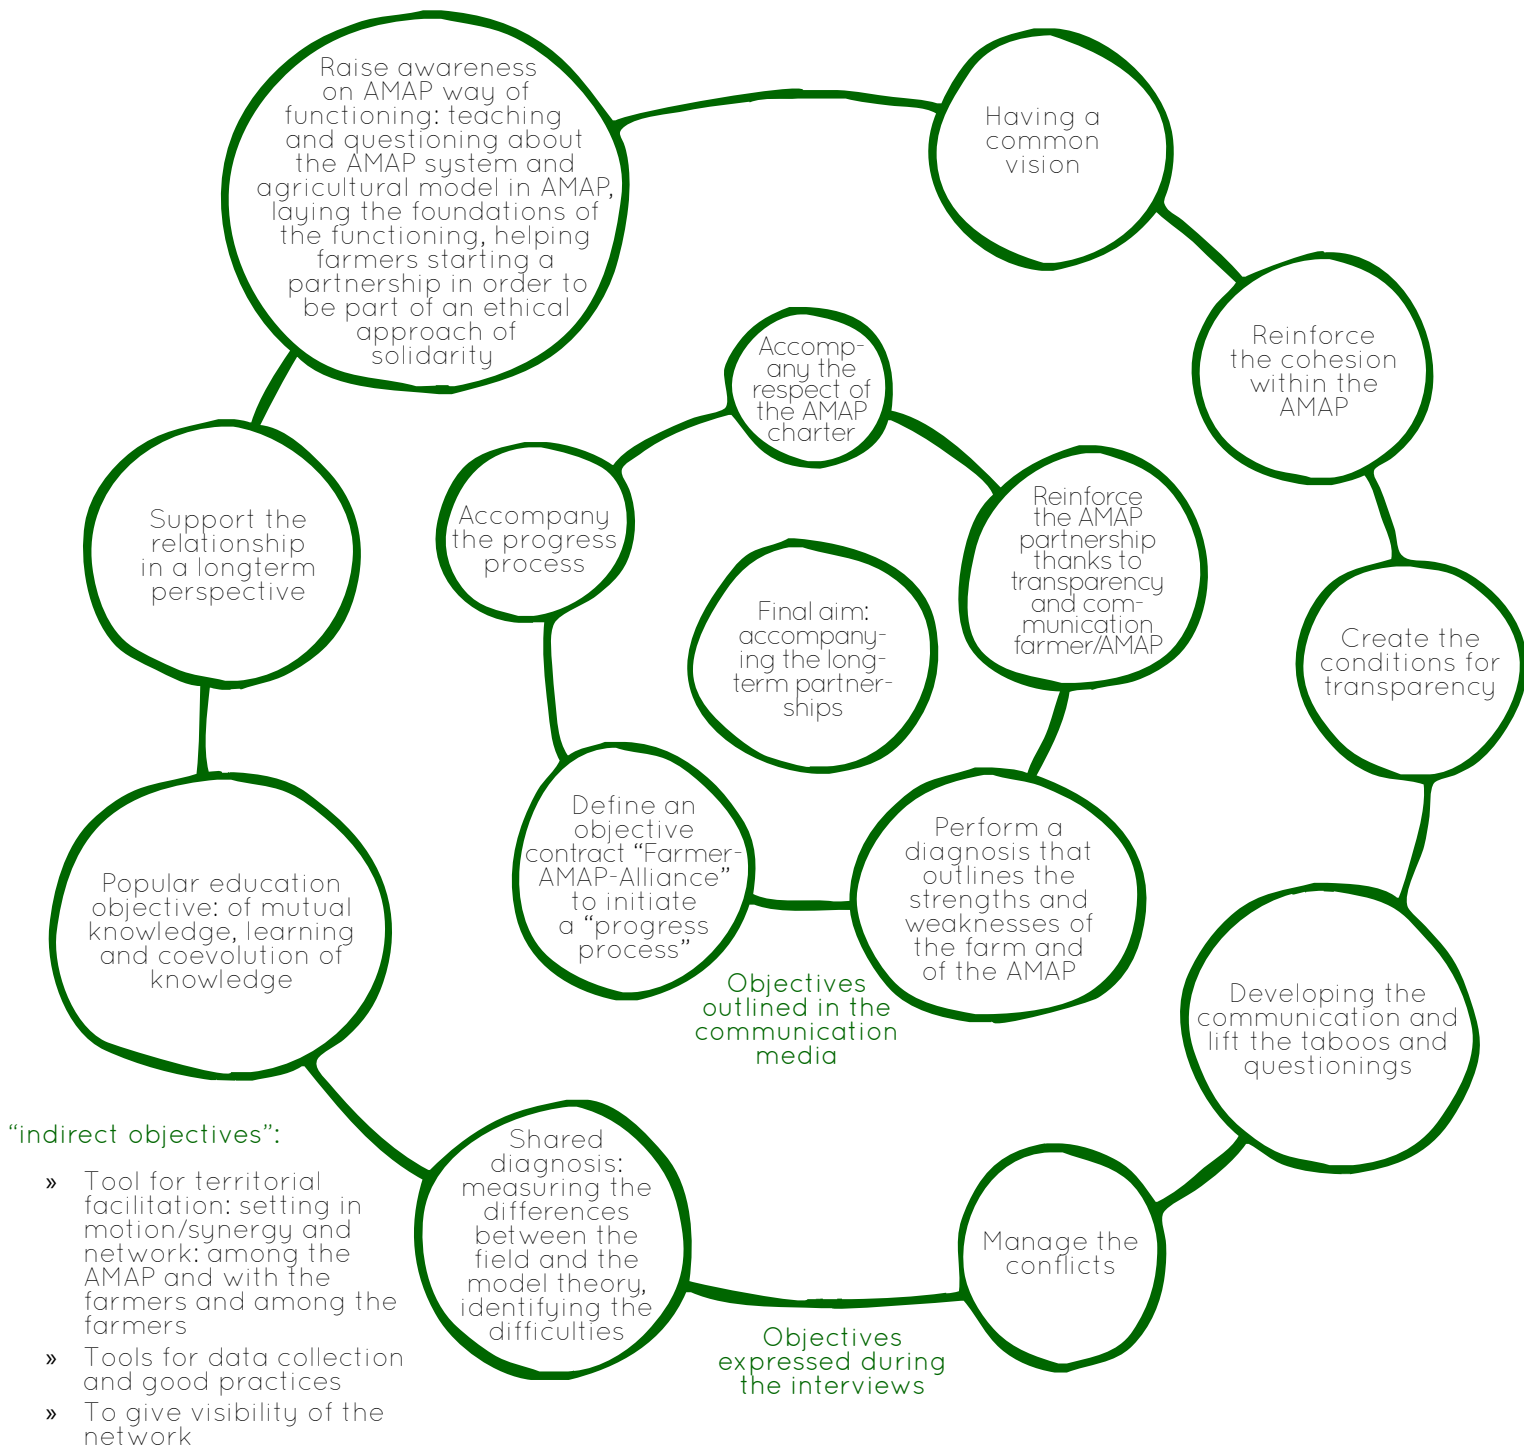 Raise awareness
on AMAP way of
functioning: teaching
and questioning about
the AMAP system and
agricultural model in AMAP,
laying the foundations of
the functioning, helping
farmers starting a
partnership in order to
be part of an ethical
approach of
solidarity
Having a
common
vision
Reinforce
the cohesion
within the
AMAP
Create the
conditions for
transparency
Developing the
communication and
lift the taboos and
questionings
Manage the
conflicts
Shared
diagnosis:
measuring the
differences
between the
field and the
model theory,
identifying the
difficulties
Popular education
objective: of mutual
knowledge, learning
and coevolution of
knowledge
Support the
relationship
in a longterm
perspective
Objectives
expressed during
the interviews
Accomp-
any the
respect of
the AMAP
charter
Reinforce
the AMAP
partnership
thanks to
transparency
and com-
munication
farmer/AMAP
Perform a
diagnosis that
outlines the
strengths and
weaknesses of
the farm and
of the AMAP
Define an
objective
contract “Farmer-
AMAP-Alliance”
to initiate
a “progress
process”
Accompany
the progress
process
Final aim:
accompany-
ing the long-
term partner-
ships
Objectives
outlined in the
communication
media
“indirect objectives”:
» Tool for territorial
facilitation: setting in
motion/synergy and
network: among the
AMAP and with the
farmers and among the
farmers
» Tools for data collection
and good practices
» To give visibility of the
network